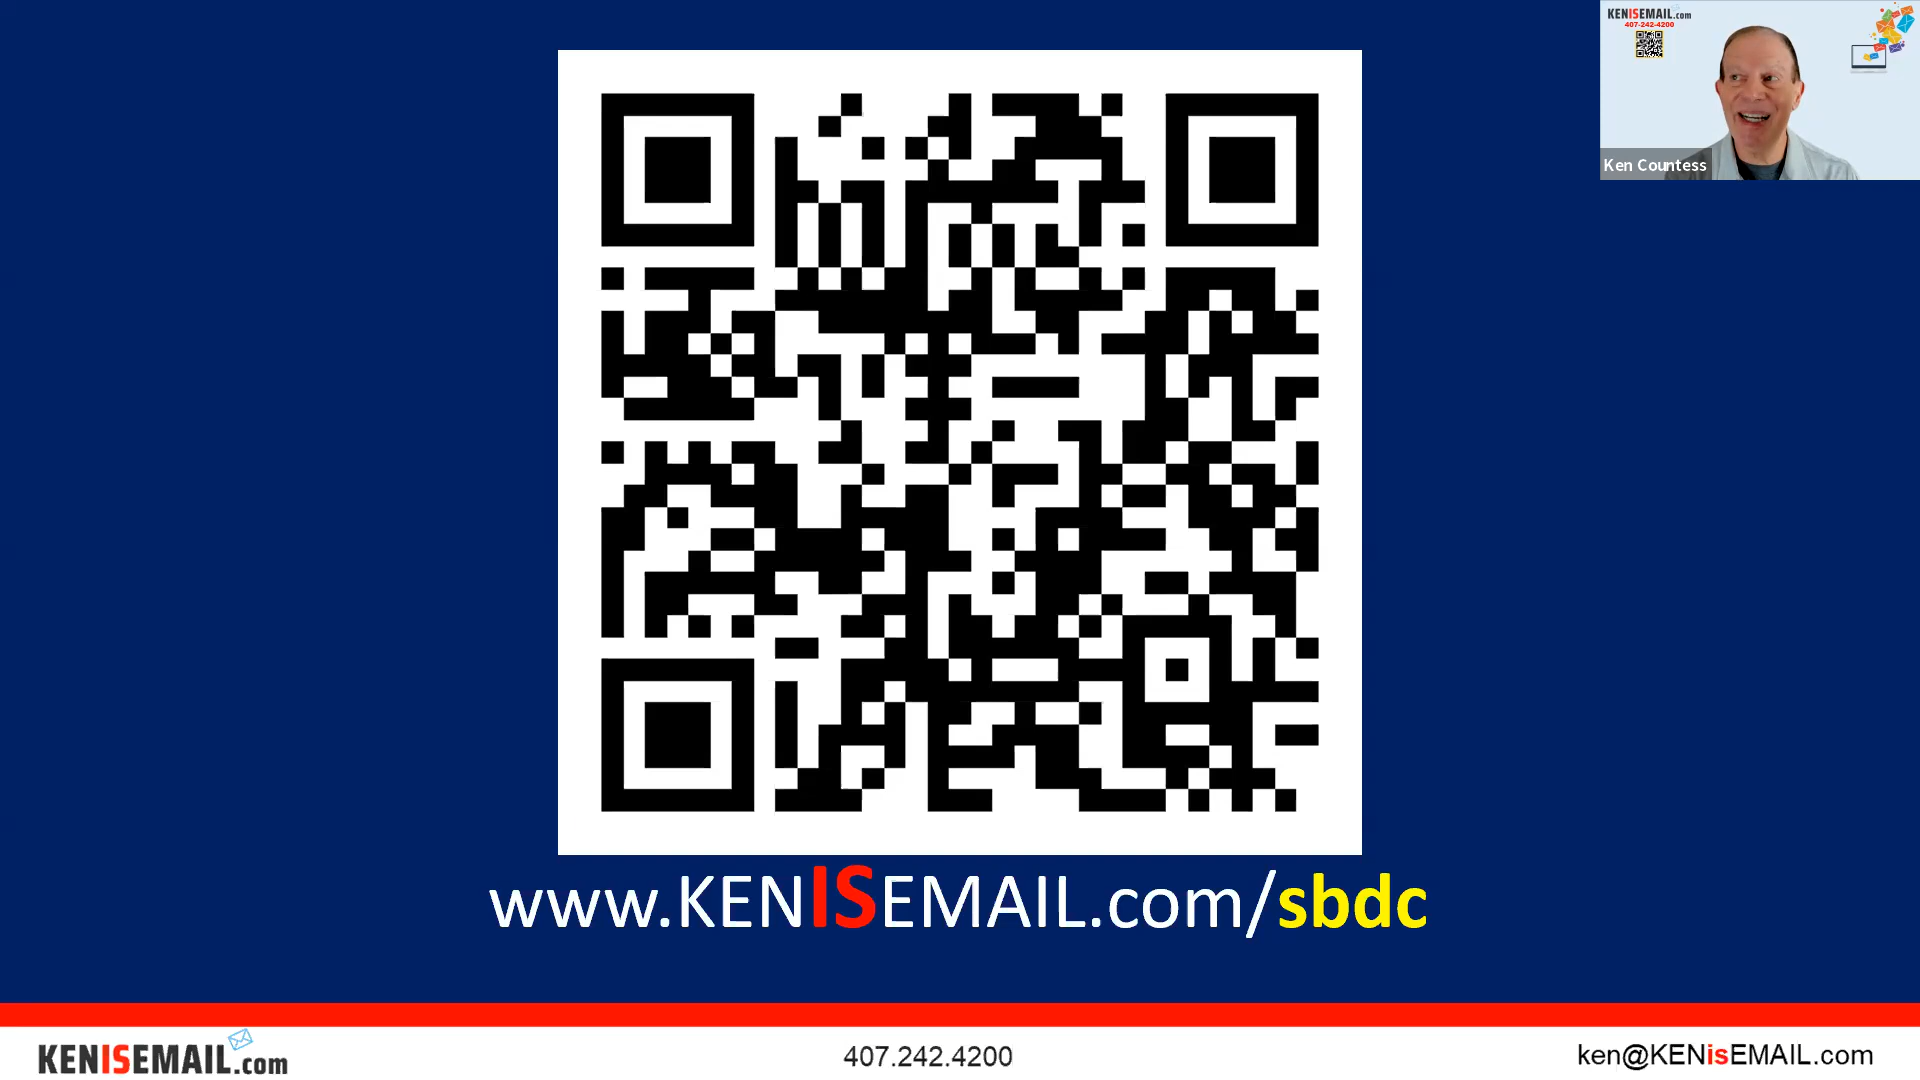 KENISEMAIL.com
407-242-4200
Ken Countess
www.KENISEMAIL.com/sbdc
KENISEMAIL.com
407.242.4200
ken@KENisEMAIL.com